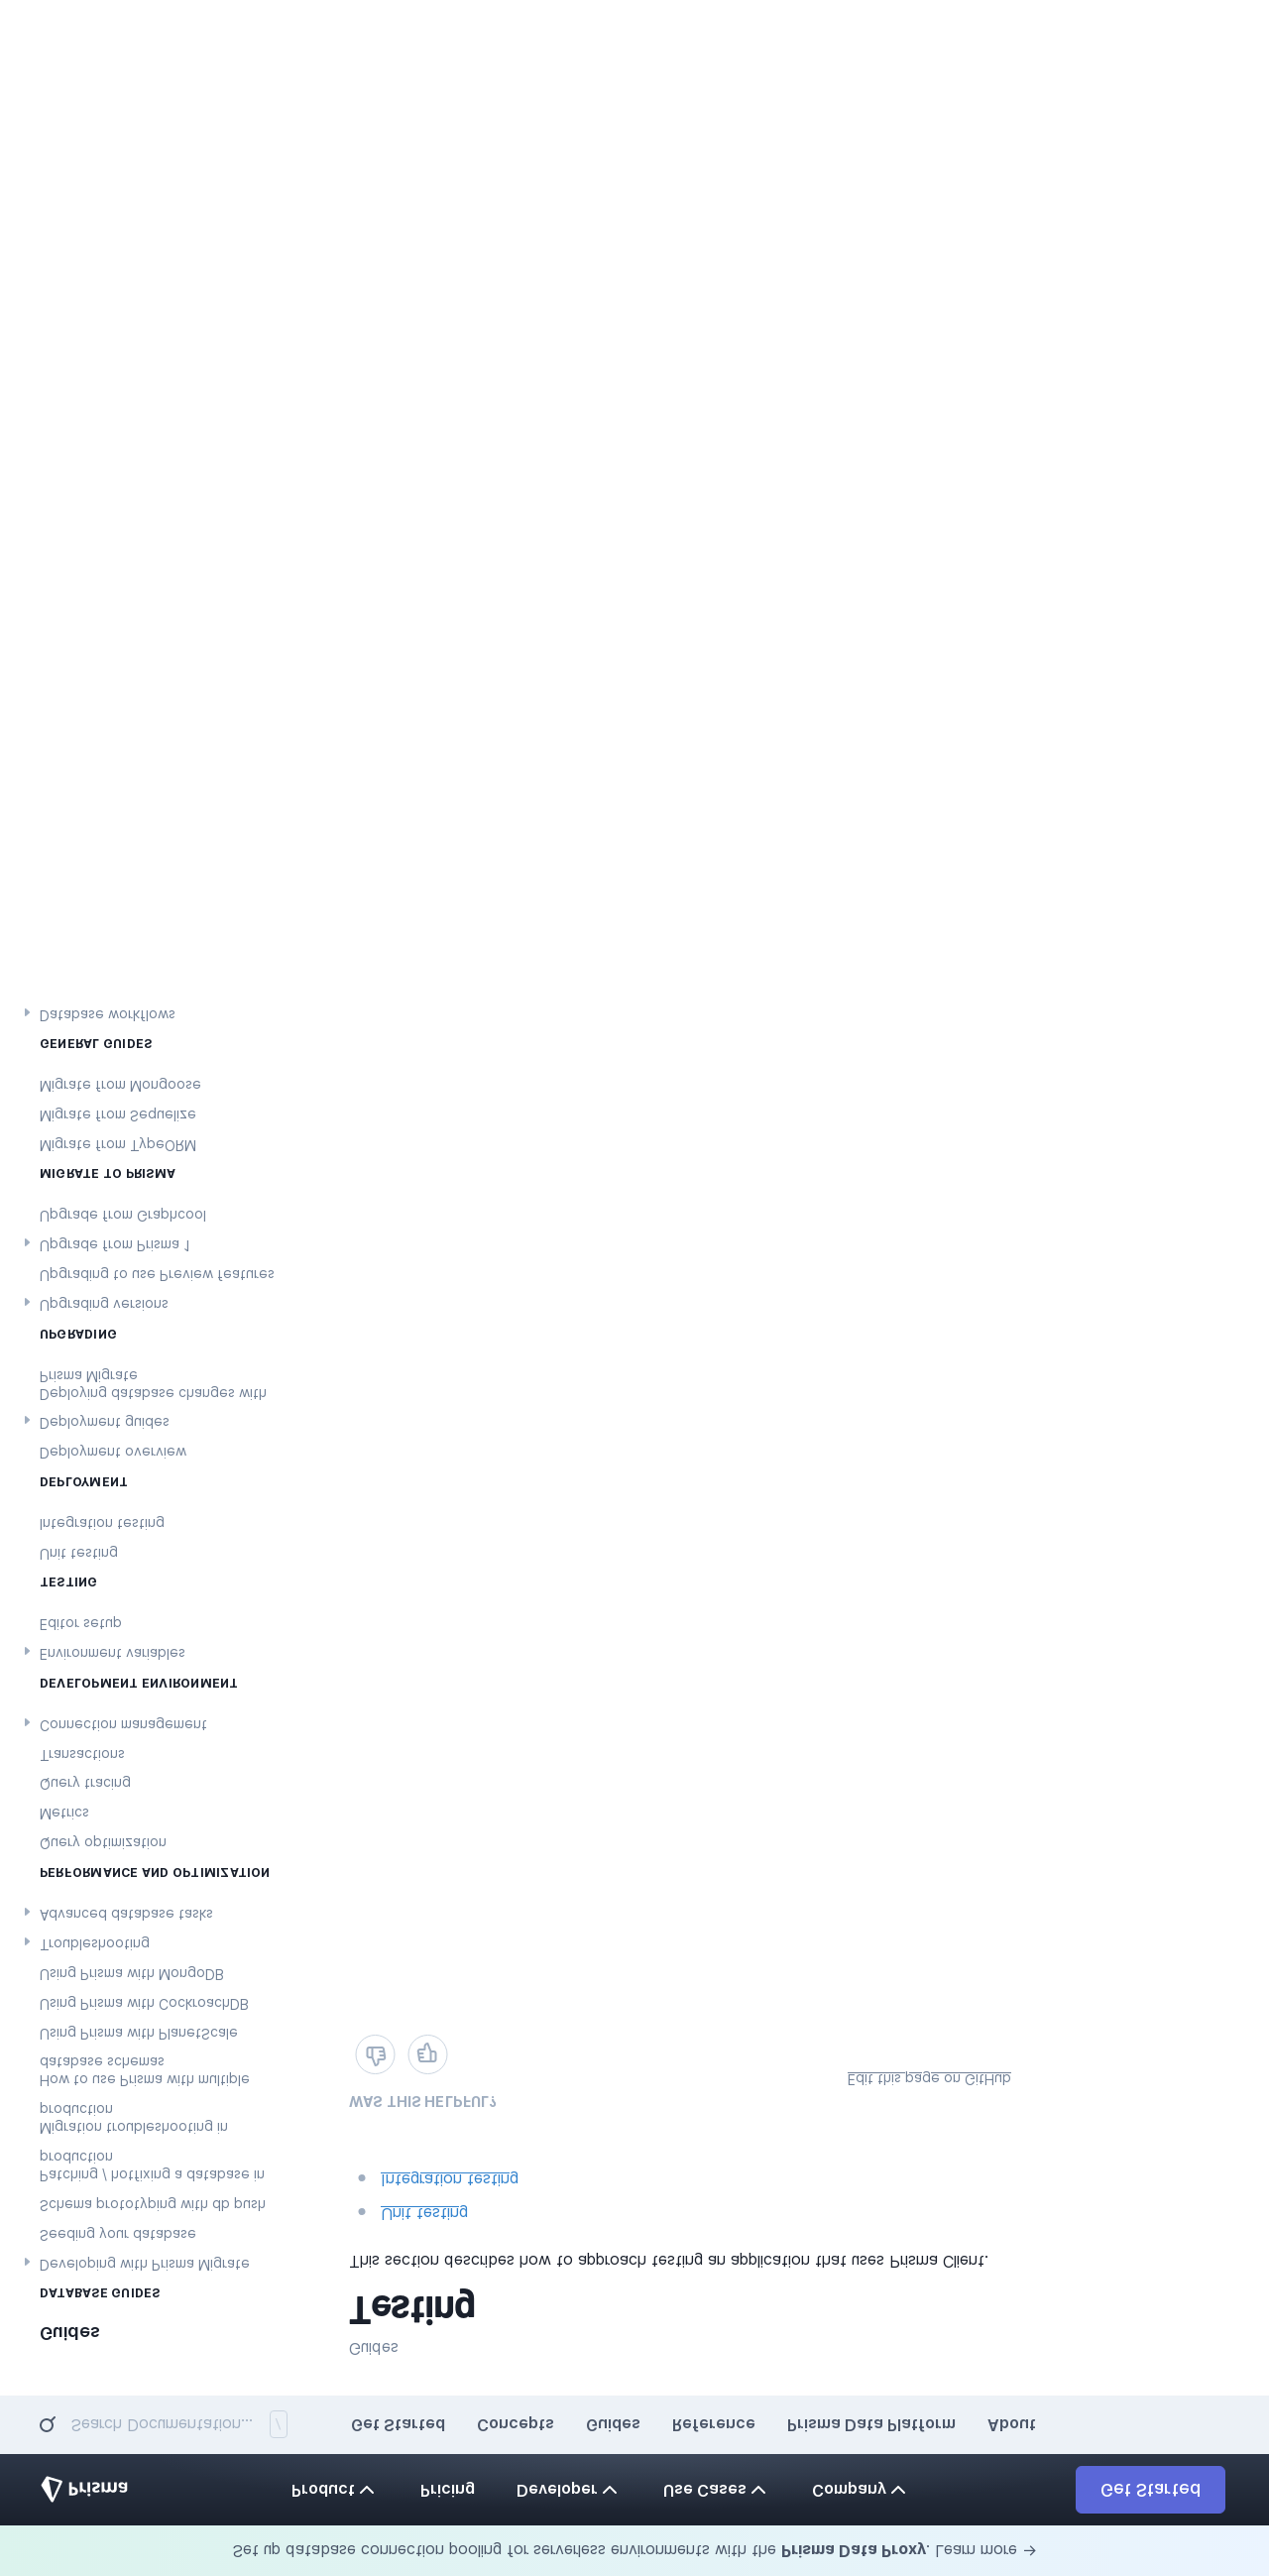 Set up database connection pooling for serverless environments with the Prisma Data Proxy. Learn more →
Prisma
Product
Pricing
Developer
Use Cases
Company
Get Started
Search Documentation... /
Get Started
Concepts
Guides
Reference
Prisma Data Platform
About
Guides
DATABASE GUIDES
Developing with Prisma Migrate
Seeding your database
Schema prototyping with db push
Patching / hotfixing a database in
production
Migration troubleshooting in
production
How to use Prisma with multiple
database schemas
Using Prisma with PlanetScale
Using Prisma with CockroachDB
Using Prisma with MongoDB
Troubleshooting
Advanced database tasks
PERFORMANCE AND OPTIMIZATION
Query optimization
Metrics
Query tracing
Transactions
Connection management
DEVELOPMENT ENVIRONMENT
Environment variables
Editor setup
TESTING
Unit testing
Integration testing
DEPLOYMENT
Deployment overview
Deployment guides
Deploying database changes with
Prisma Migrate
UPGRADING
Upgrading versions
Upgrading to use Preview features
Upgrade from Prisma 1
Upgrade from Graphcool
MIGRATE TO PRISMA
Migrate from TypeORM
Migrate from Sequelize
Migrate from Mongoose
GENERAL GUIDES
Database workflows
Guides
Testing
This section describes how to approach testing an application that uses Prisma Client.
Unit testing
Integration testing
WAS THIS HELPFUL?
Edit this page on GitHub